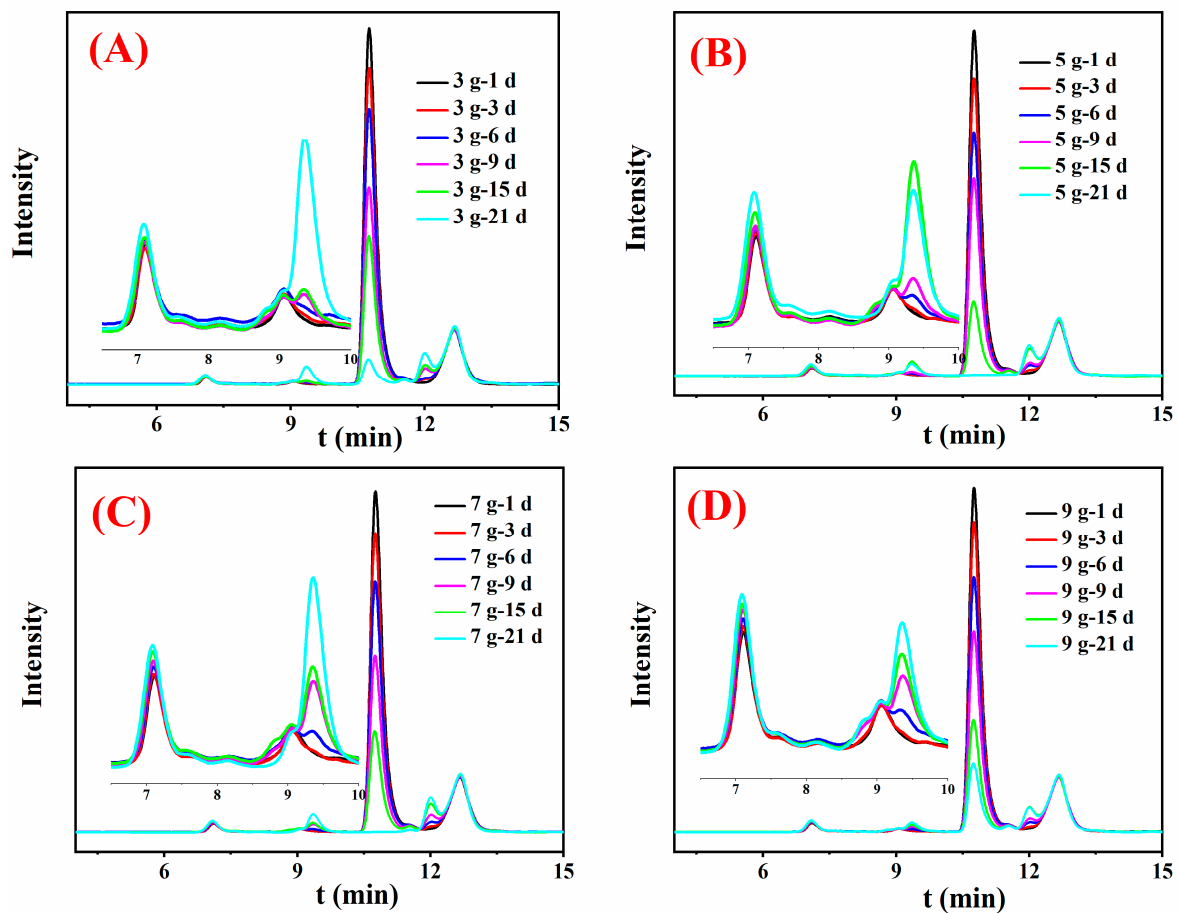 (A)
3 g-1 d
3 g-3 d
3 g-6 d
3 g-9 d
3 g-15 d
3 g-21 d
Intensity
7 8 9 10
6 9 12 15
t (min)
(B)
5 g-1 d
5 g-3 d
5 g-6 d
5 g-9 d
5 g-15 d
5 g-21 d
Intensity
7 8 9 10
6 9 12 15
t (min)
(C)
7 g-1 d
7 g-3 d
7 g-6 d
7 g-9 d
7 g-15 d
7 g-21 d
Intensity
7 8 9 10
6 9 12 15
t (min)
(D)
9 g-1 d
9 g-3 d
9 g-6 d
9 g-9 d
9 g-15 d
9 g-21 d
Intensity
7 8 9 10
6 9 12 15
t (min)